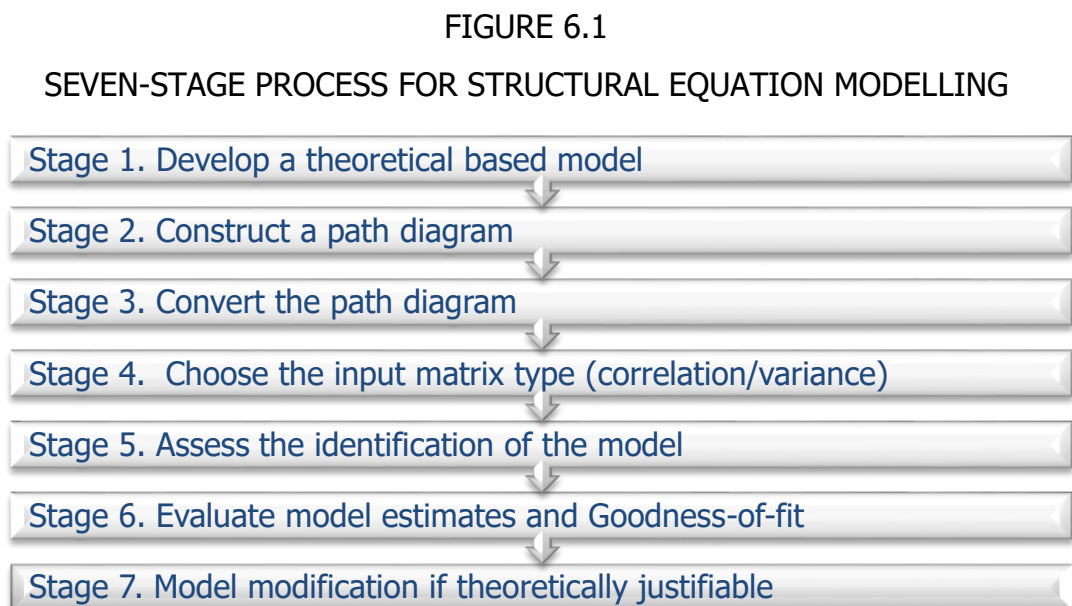 FIGURE 6.1
SEVEN-STAGE PROCESS FOR STRUCTURAL EQUATION MODELLING
Stage 1. Develop a theoretical based model
Stage 2. Construct a path diagram
Stage 3. Convert the path diagram
Stage 4.  Choose the input matrix type (correlation/variance)
Stage 5. Assess the identification of the model
Stage 6. Evaluate model estimates and Goodness-of-fit
Stage 7. Model modification if theoretically justifiable